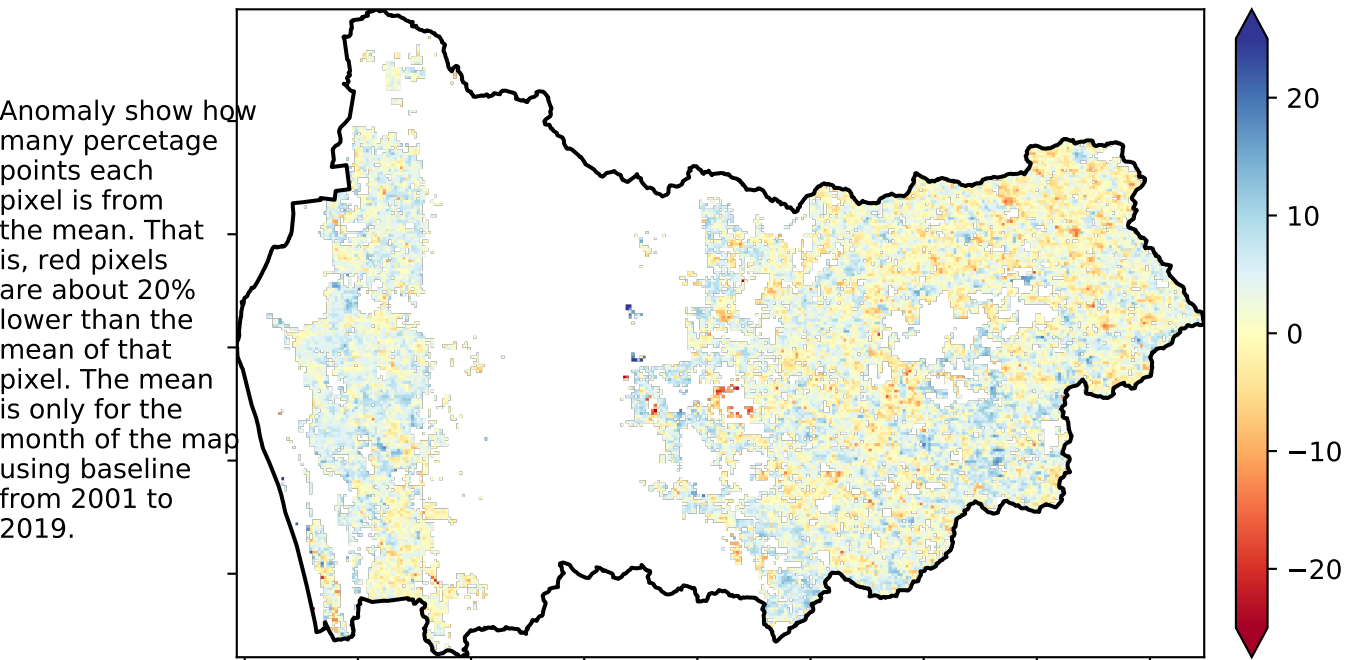 Anomaly show how
many percetage
points each
pixel is from
the mean. That
is, red pixels
are about 20%
lower than the
mean of that
pixel. The mean
is only for the
month of the map
using baseline
from 2001 to
2019.
20
10
0
−10
−20